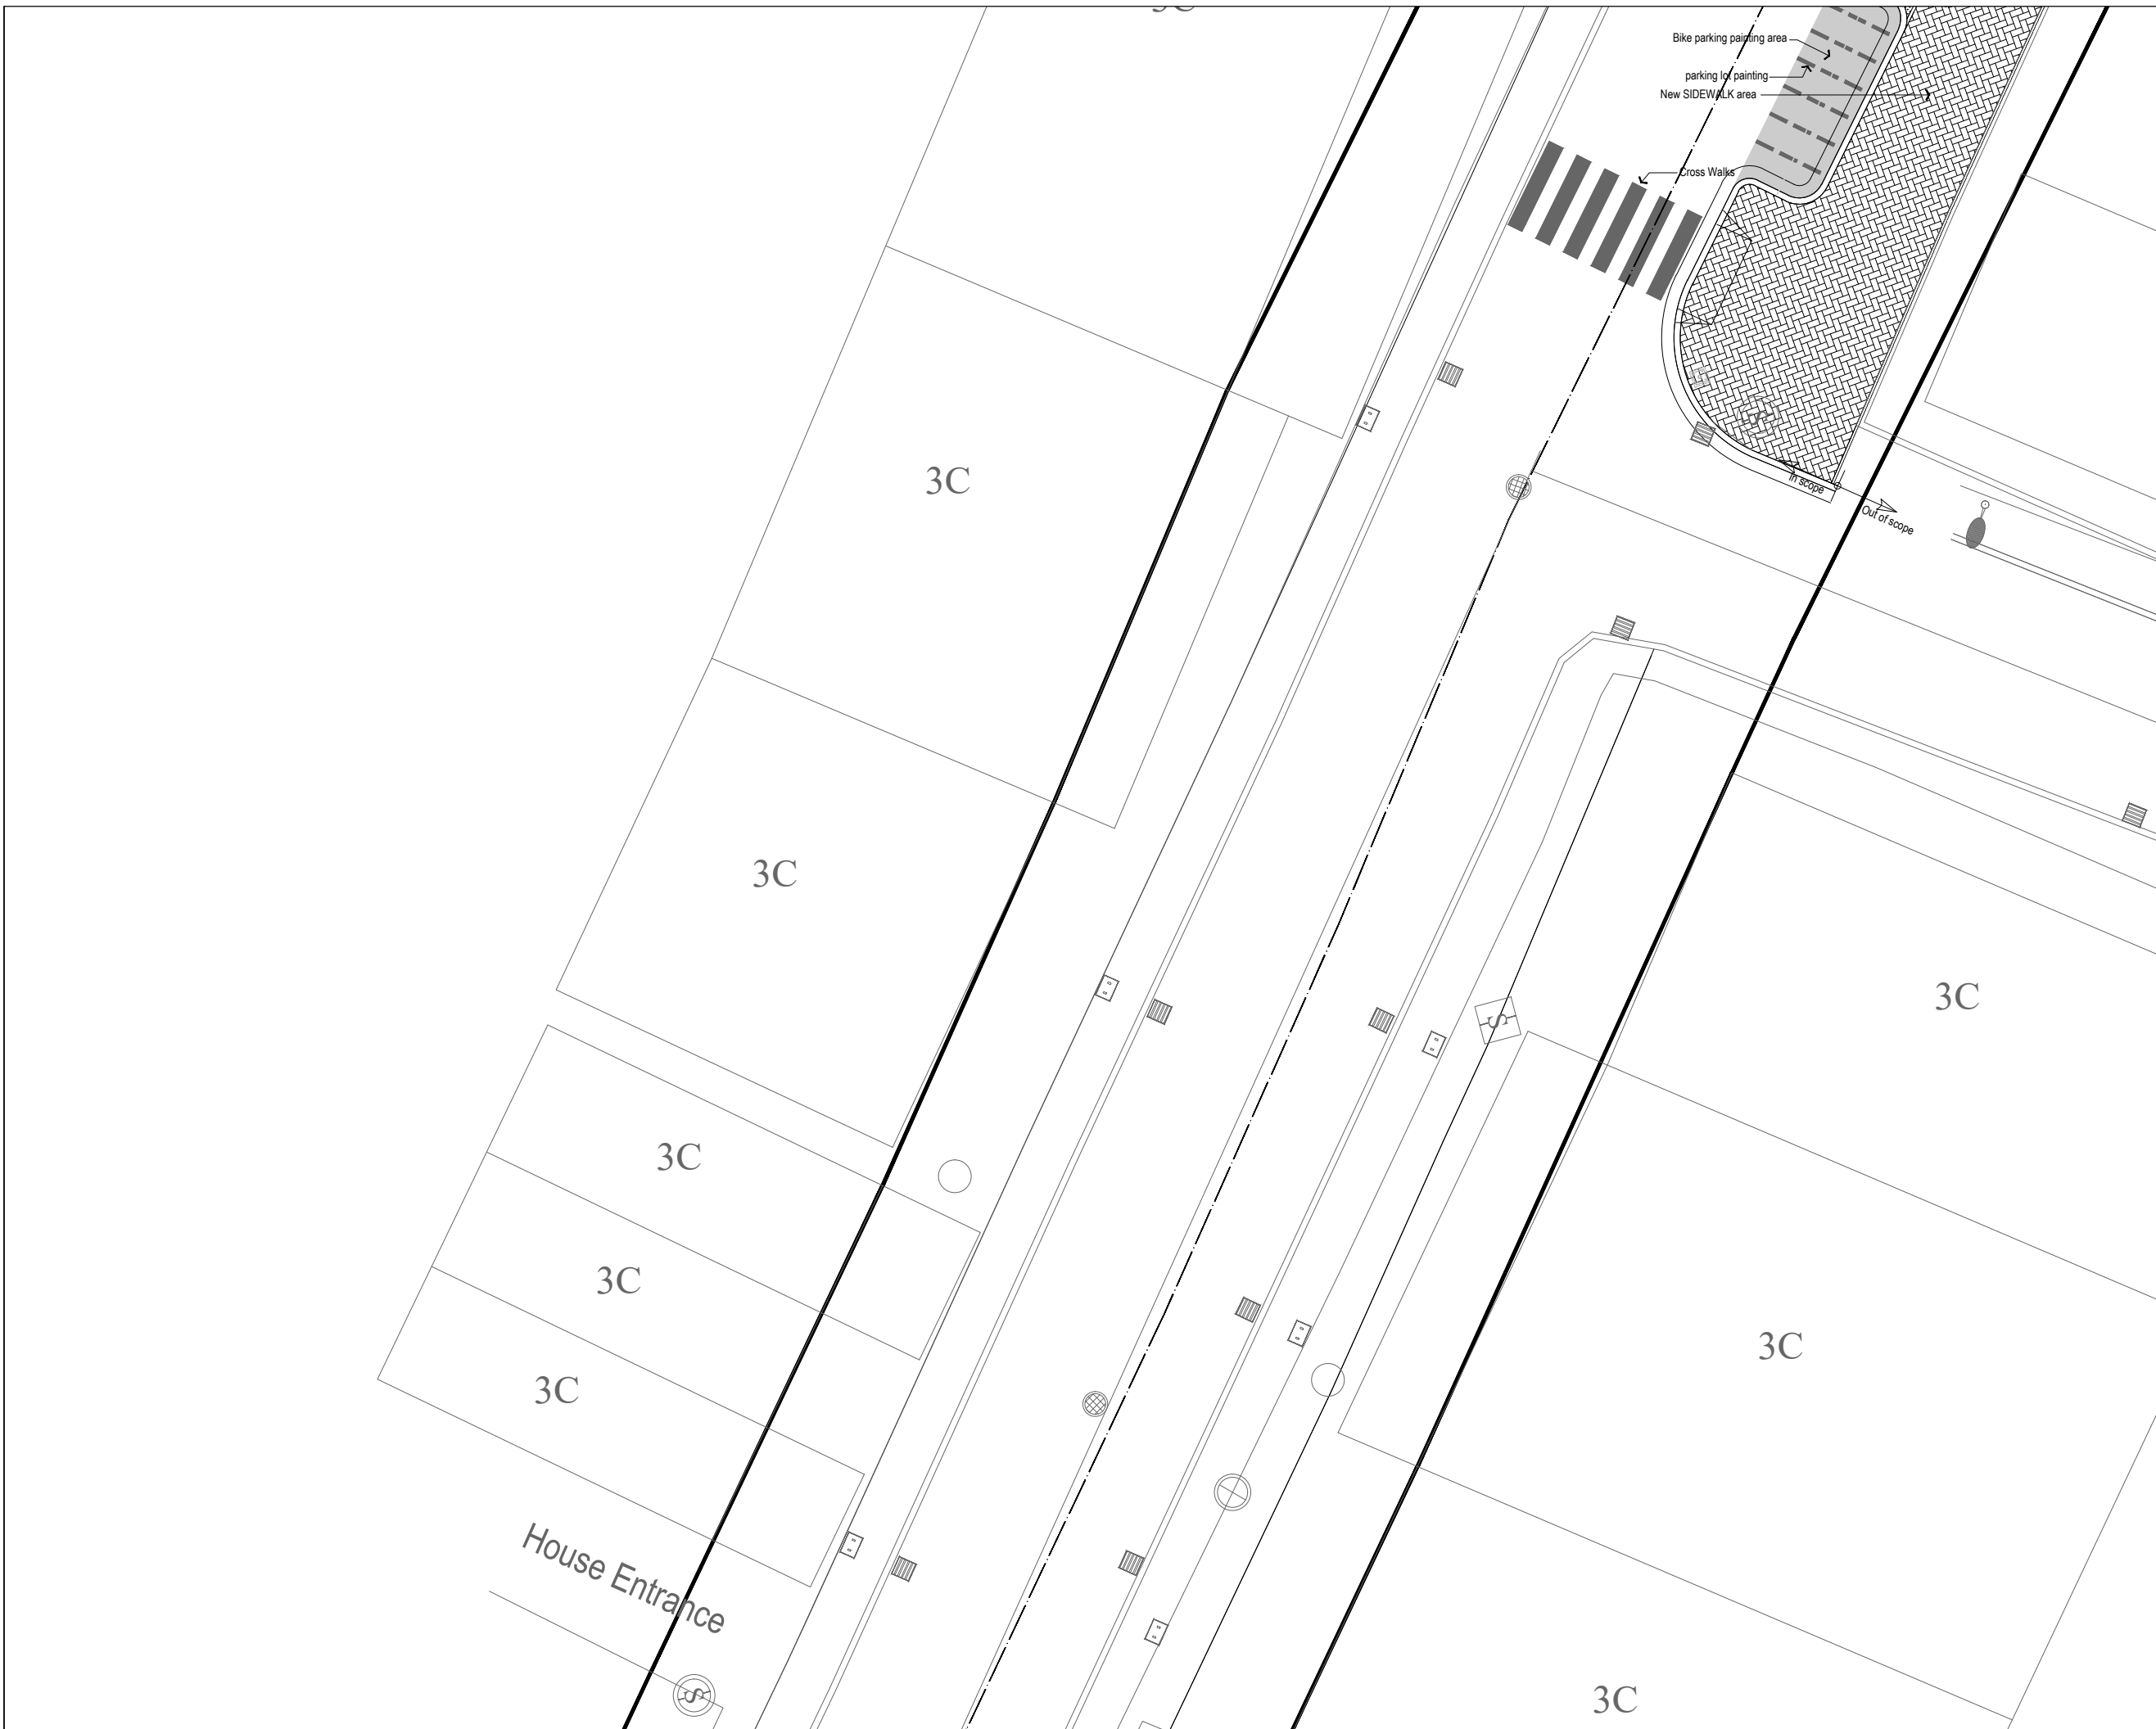 Bike parking painting area
parking lot painting
New SIDEWALK area
Cross Walks
3C
In scope
Out of scope
3C
3C
S
3C
3C
3C
3C
House Entrance
S
3C